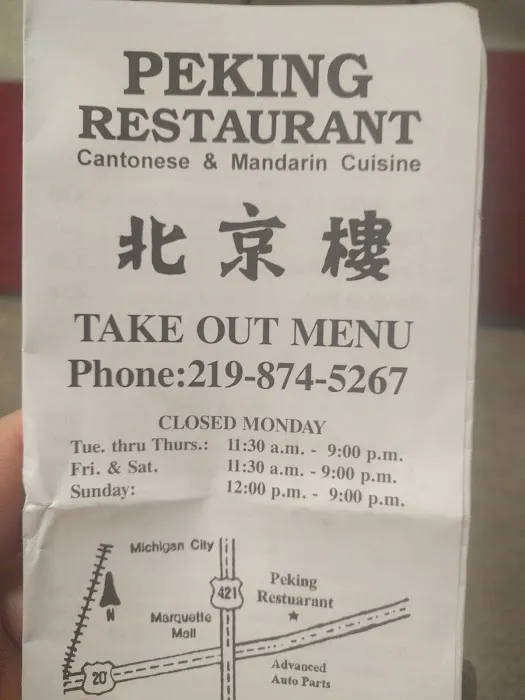 PEKING
RESTAURANT
Cantonese & Mandarin Cuisine
北京樓
TAKE OUT MENU
Phone:219-874-5267
CLOSED MONDAY
Tue. thru Thurs.: 11:30 a.m. - 9:00 p.m.
Fri. & Sat. 11:30 a.m. - 9:00 p.m.
Sunday: 12:00 p.m. - 9:00 p.m.
Michigan City
421
Peking
Restuarant
N
Marquette
Mall
20
Advanced
Auto Parts